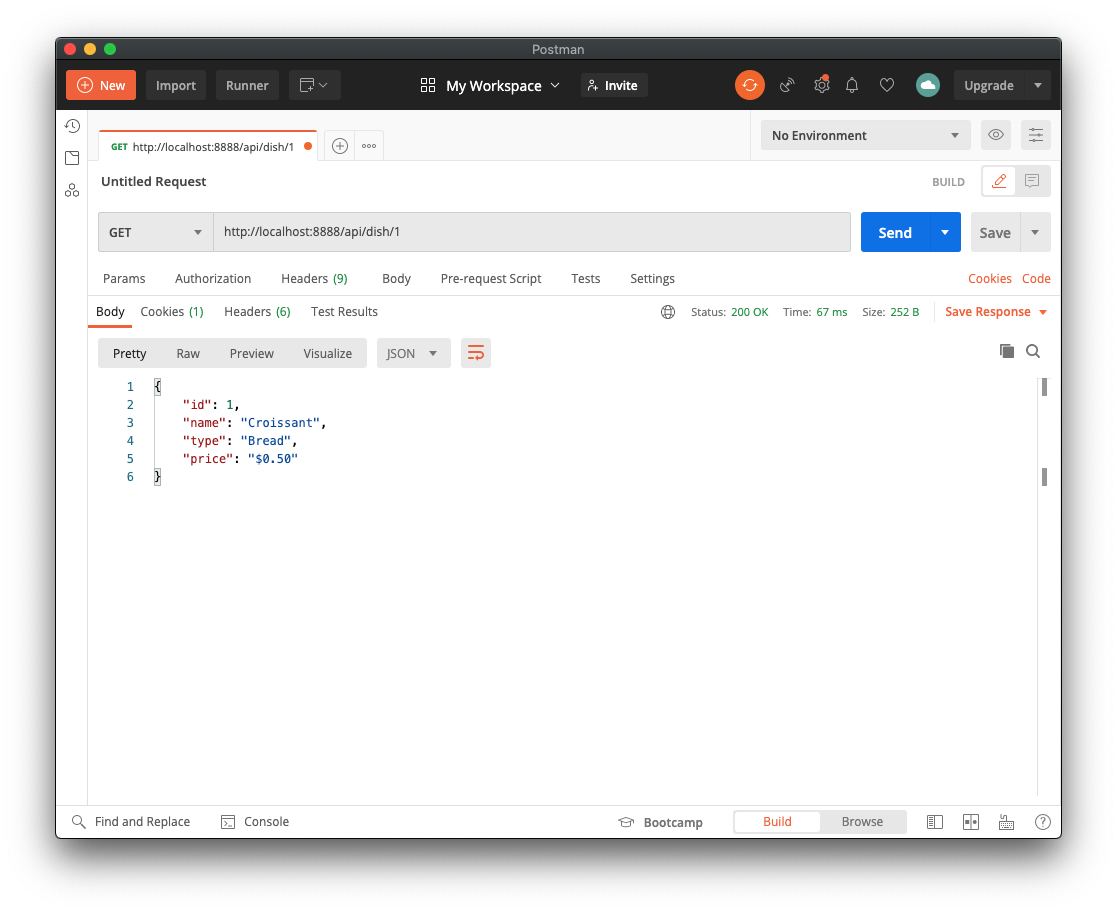 Postman
New Import Runner My Workspace Invite Upgrade
GET http://localhost:8888/api/dish/1 No Environment
Untitled Request BUILD
GET http://localhost:8888/api/dish/1 Send Save
Params Authorization Headers (9) Body Pre-request Script Tests Settings Cookies Code
Body Cookies (1) Headers (6) Test Results Status: 200 OK Time: 67 ms Size: 252 B Save Response
Pretty Raw Preview Visualize JSON
1 {
2 "id": 1,
3 "name": "Croissant",
4 "type": "Bread",
5 "price": "$0.50"
6 }
Find and Replace Console Bootcamp Build Browse